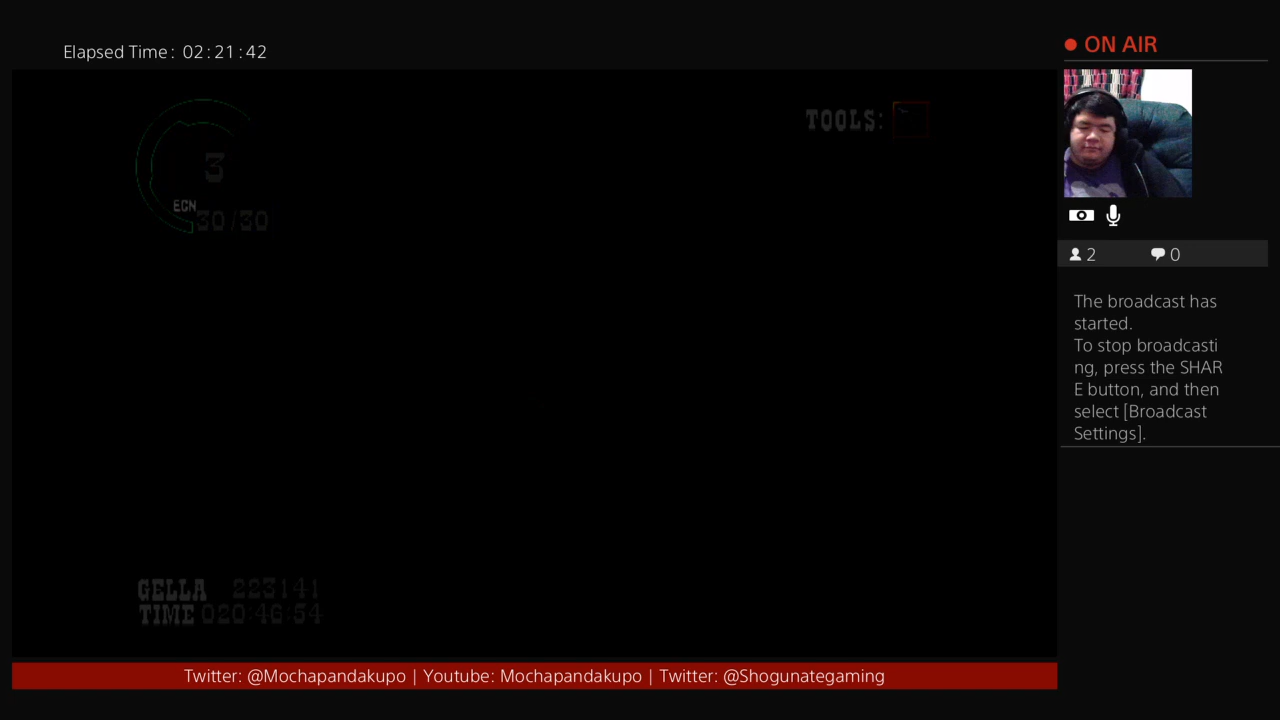 Elapsed Time: 02:21:42
ON AIR
TOOLS:
3
ECN
30/30
2
0
The broadcast has
started.
To stop broadcasti
ng, press the SHAR
E button, and then
select [Broadcast
Settings].
GELLA 223141
TIME 020:46:54
Twitter: @Mochapandakupo | Youtube: Mochapandakupo | Twitter: @Shogunategaming